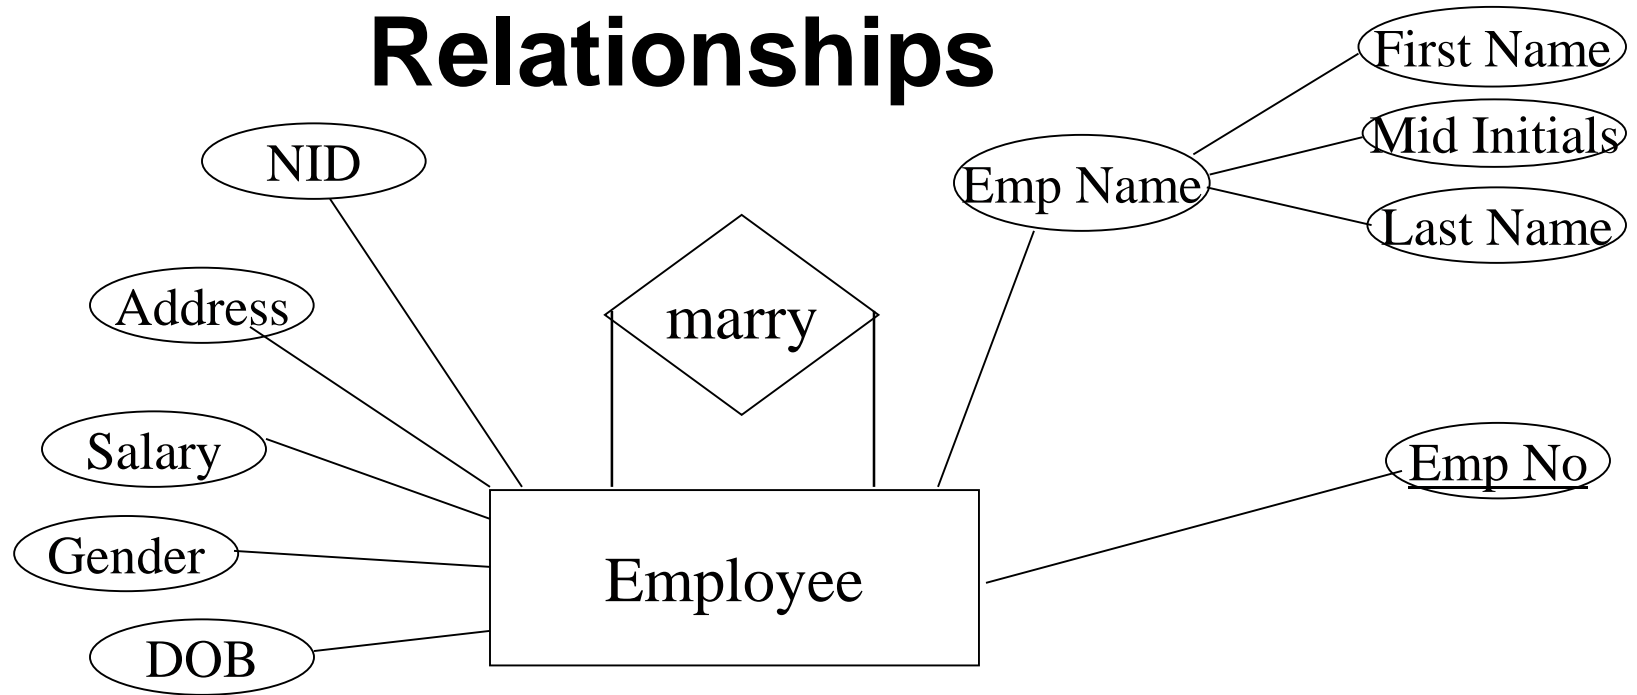 Relationships
First Name
Mid Initials
Last Name
Emp Name
NID
Address
marry
Salary
Emp No
Gender
Employee
DOB